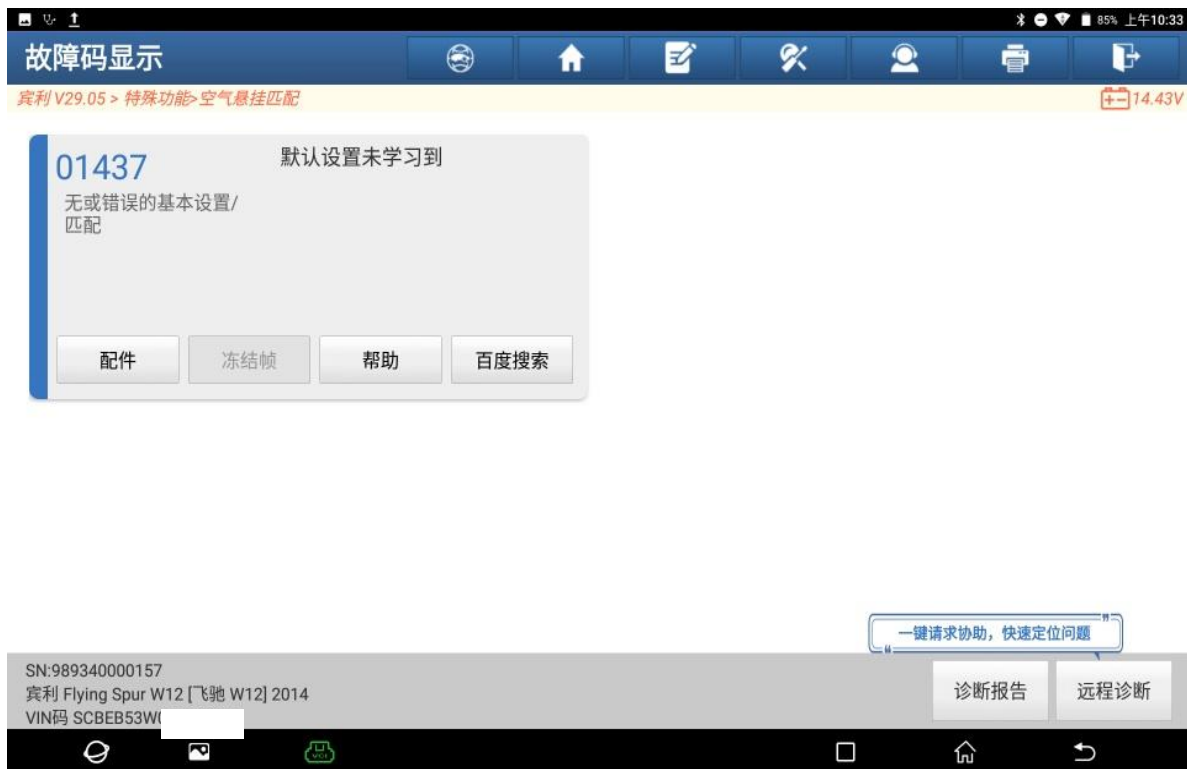 85% 上午10:33
故障码显示
宾利 V29.05 > 特殊功能>空气悬挂匹配
14.43V
01437
默认设置未学习到
无或错误的基本设置/
匹配
配件
冻结帧
帮助
百度搜索
一键请求协助，快速定位问题
SN:989340000157
宾利 Flying Spur W12 [飞驰 W12] 2014
VIN码 SCBEB53W
诊断报告
远程诊断
VCI